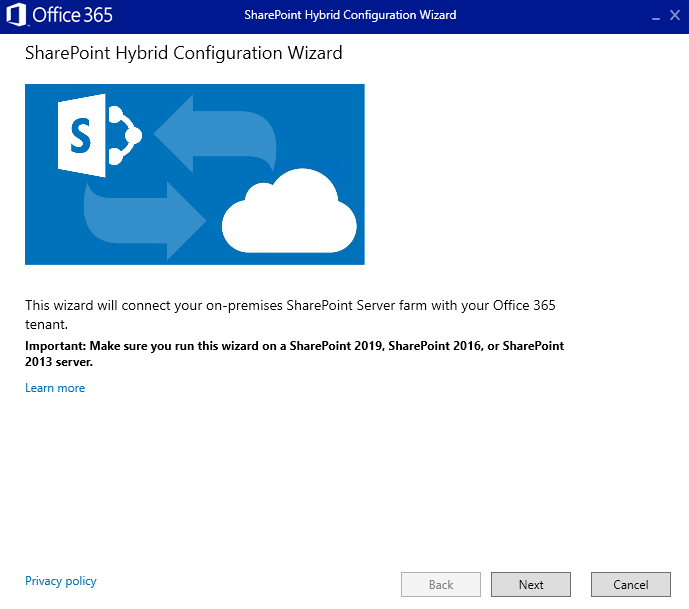 Office 365
SharePoint Hybrid Configuration Wizard
SharePoint Hybrid Configuration Wizard
S
This wizard will connect your on-premises SharePoint Server farm with your Office 365
tenant.
Important: Make sure you run this wizard on a SharePoint 2019, SharePoint 2016, or SharePoint
2013 server.
Learn more
Privacy policy
Back
Next
Cancel